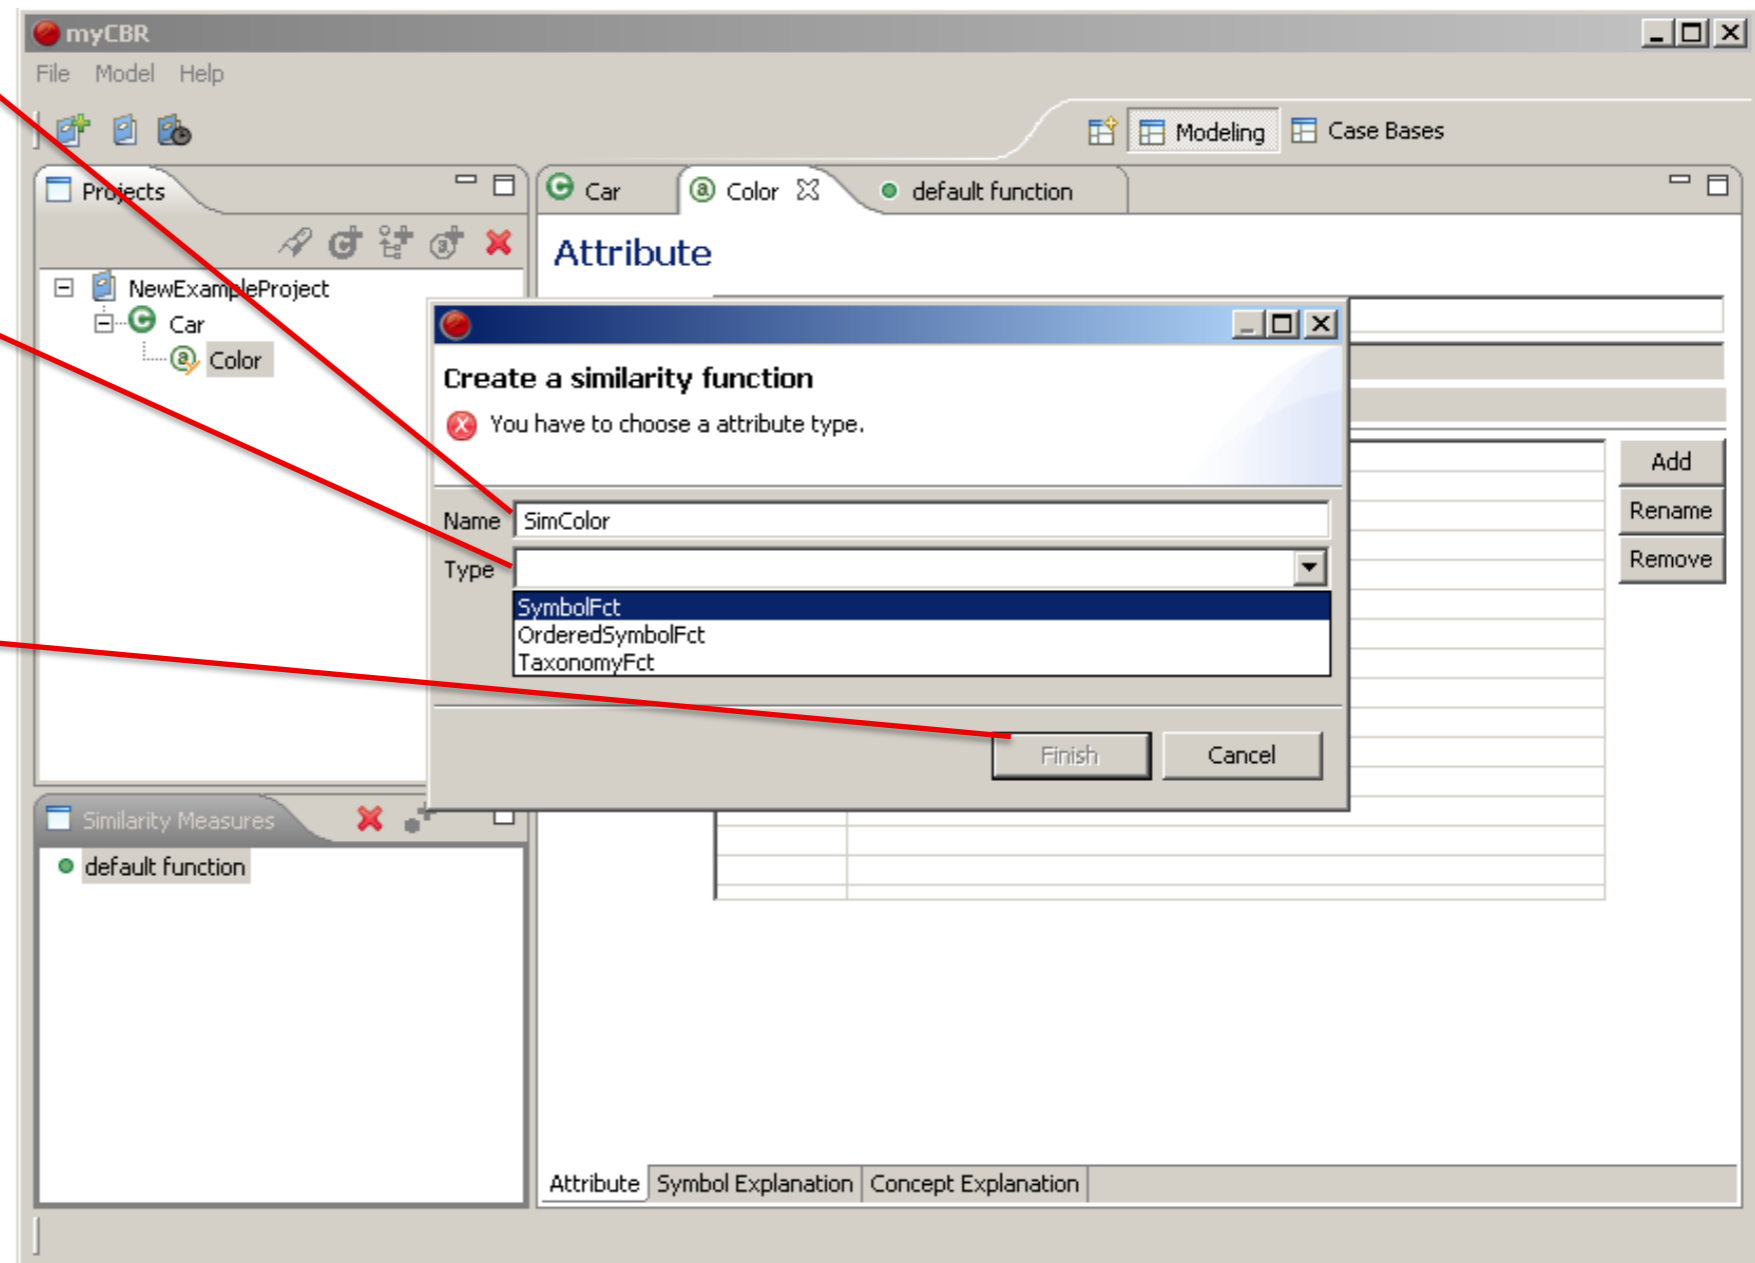 myCBR
File Model Help
Modeling Case Bases
Projects
Car Color default function
Attribute
NewExampleProject
Car
Color
Create a similarity function
You have to choose a attribute type.
Name SimColor
Type
SymbolFct
OrderedSymbolFct
TaxonomyFct
Finish Cancel
Add
Rename
Remove
Similarity Measures
default function
Attribute Symbol Explanation Concept Explanation